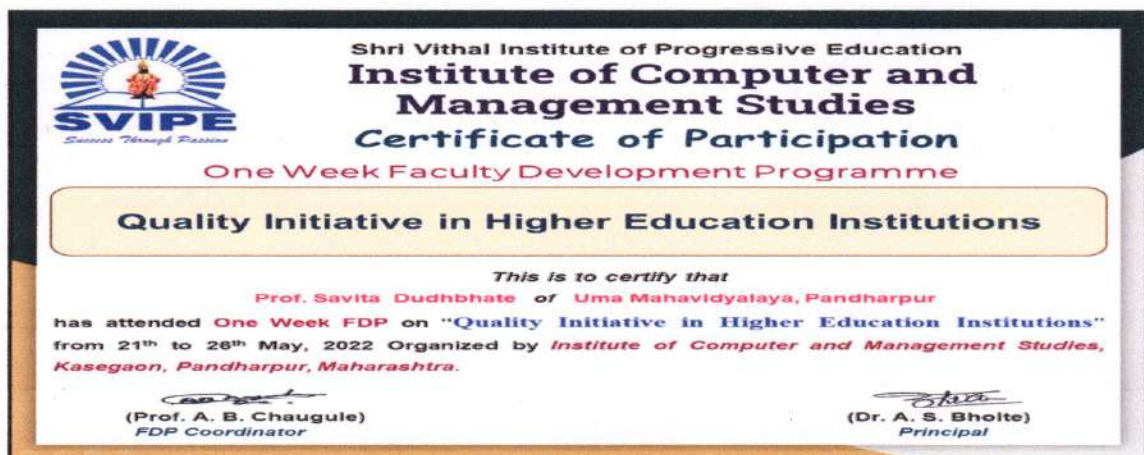 SVIPE
Success Through Passion
Shri Vithal Institute of Progressive Education
Institute of Computer and
Management Studies
Certificate of Participation
One Week Faculty Development Programme
Quality Initiative in Higher Education Institutions
This is to certify that
Prof. Savita Dudhbhate of Uma Mahavidyalaya, Pandharpur
has attended One Week FDP on "Quality Initiative in Higher Education Institutions"
from 21th to 26th May, 2022 Organized by Institute of Computer and Management Studies,
Kasegaon, Pandharpur, Maharashtra.
(Prof. A. B. Chaugule)
FDP Coordinator
(Dr. A. S. Bholte)
Principal